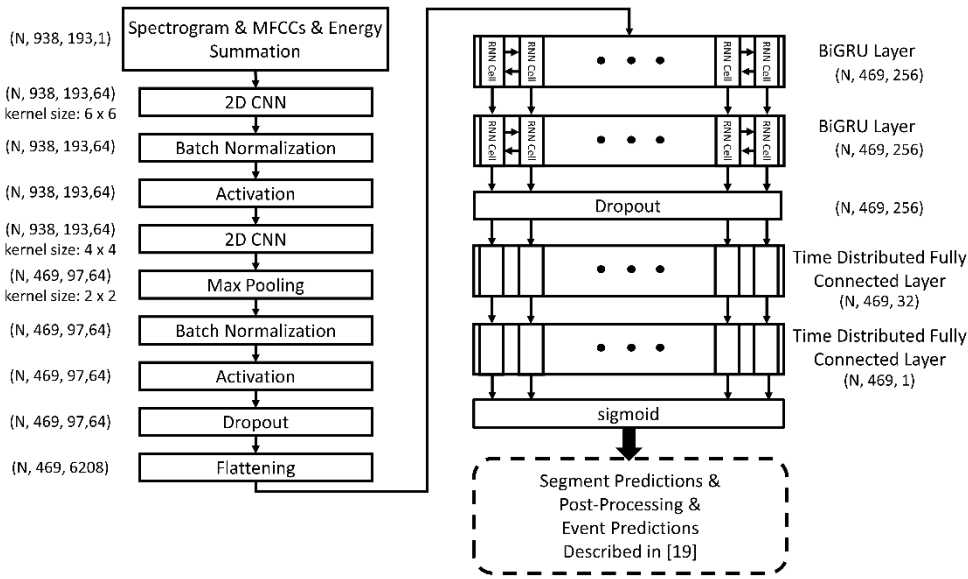 (N, 938, 193,1)
Spectrogram & MFCCs & Energy
Summation
(N, 938, 193,64)
kernel size: 6 x 6
2D CNN
(N, 938, 193,64)
Batch Normalization
(N, 938, 193,64)
Activation
(N, 938, 193,64)
kernel size: 4 x 4
2D CNN
(N, 469, 97,64)
kernel size: 2 x 2
Max Pooling
(N, 469, 97,64)
Batch Normalization
(N, 469, 97,64)
Activation
(N, 469, 97,64)
Dropout
(N, 469, 6208)
Flattening
RNN Cell
RNN Cell
RNN Cell
RNN Cell
BiGRU Layer
(N, 469, 256)
RNN Cell
RNN Cell
RNN Cell
RNN Cell
BiGRU Layer
(N, 469, 256)
Dropout
(N, 469, 256)
Time Distributed Fully
Connected Layer
(N, 469, 32)
Time Distributed Fully
Connected Layer
(N, 469, 1)
sigmoid
Segment Predictions &
Post-Processing &
Event Predictions
Described in [19]